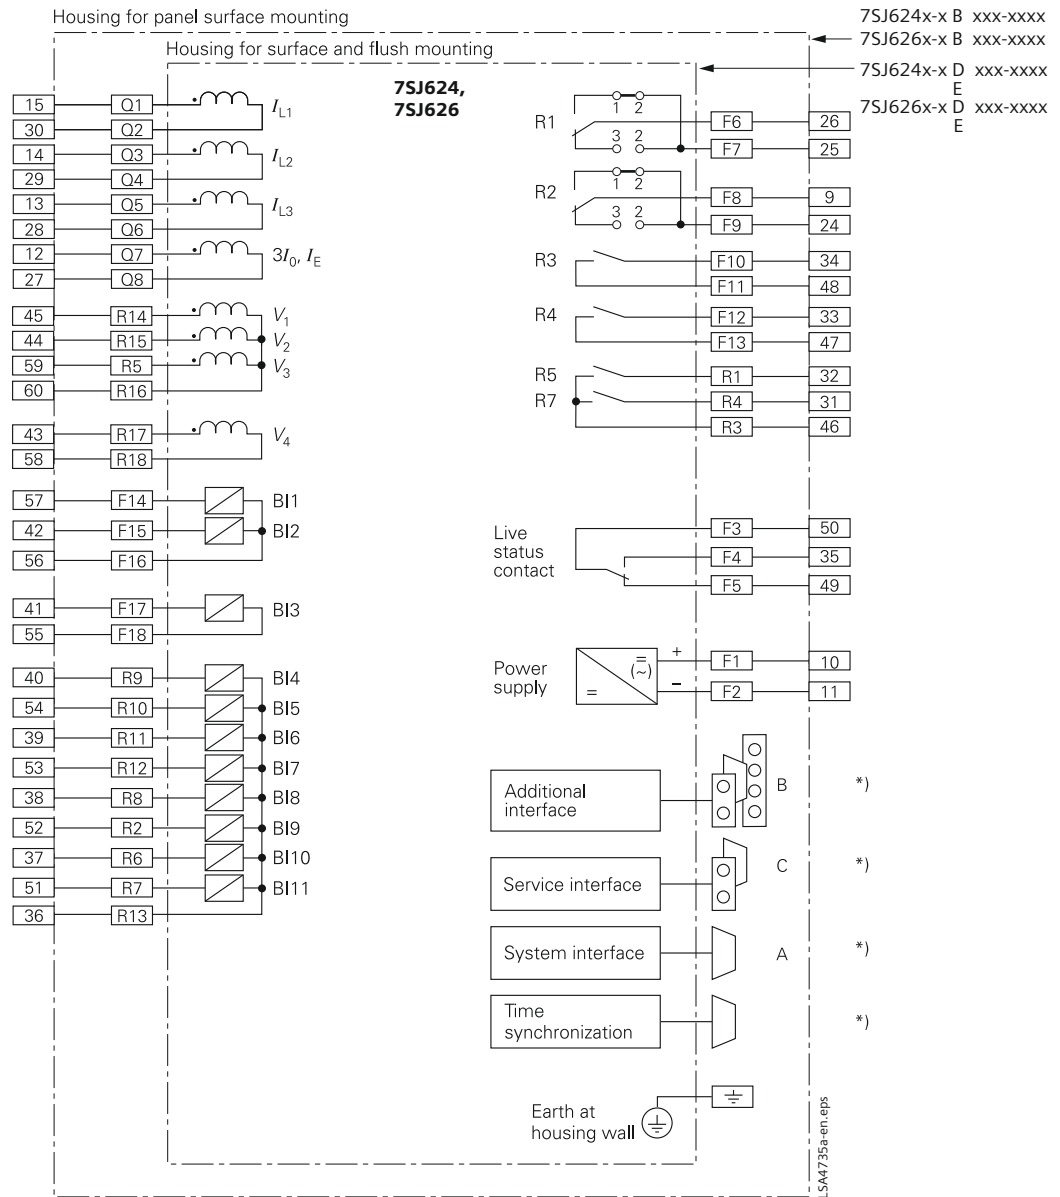 Housing for panel surface mounting
7SJ624x-x B xxx-xxxx
7SJ626x-x B xxx-xxxx
Housing for surface and flush mounting
7SJ624x-x D xxx-xxxx
E
7SJ626x-x D xxx-xxxx
E
7SJ624,
7SJ626
15 Q1 IL1
30 Q2
14 Q3 IL2
29 Q4
13 Q5 IL3
28 Q6
12 Q7 3I0, IE
27 Q8
45 R14 V1
44 R15 V2
59 R5 V3
60 R16
43 R17 V4
58 R18
57 F14 BI1
42 F15 BI2
56 F16
41 F17 BI3
55 F18
40 R9 BI4
54 R10 BI5
39 R11 BI6
53 R12 BI7
38 R8 BI8
52 R2 BI9
37 R6 BI10
51 R7 BI11
36 R13
1 2
R1 F6 26
3 2
F7 25
1 2
R2 F8 9
3 2
F9 24
R3 F10 34
F11 48
R4 F12 33
F13 47
R5 R1 32
R7 R4 31
R3 46
Live
status
contact
F3 50
F4 35
F5 49
Power
supply
=
(~)
=
+ F1 10
– F2 11
Additional
interface
B *)
Service interface C *)
System interface A *)
Time
synchronization
*)
Earth at
housing wall
LSA4735a-en.eps